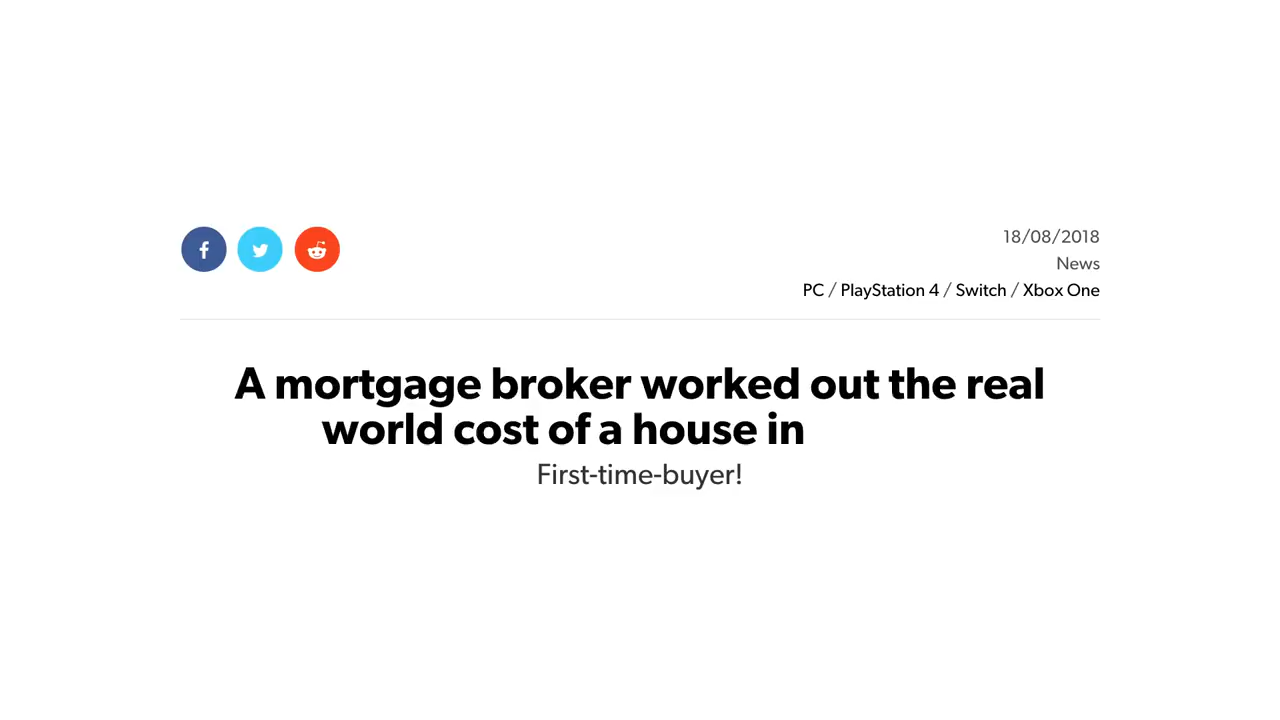 18/08/2018
News
PC / PlayStation 4 / Switch / Xbox One
A mortgage broker worked out the real
world cost of a house in
First-time-buyer!